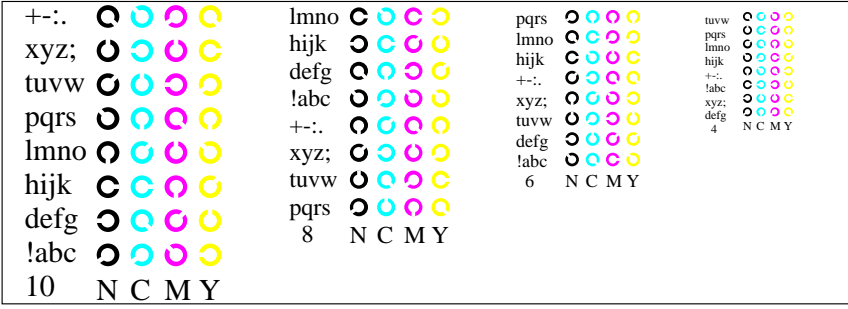 +-:.
xyz;
tuvw
pqrs
lmno
hijk
defg
!abc
10 N C M Y
lmno
hijk
defg
!abc
+-:.
xyz;
tuvw
pqrs
8 N C M Y
pqrs
lmno
hijk
+-:.
xyz;
tuvw
defg
!abc
6 N C M Y
tuvw
pqrs
lmno
hijk
+-:.
!abc
xyz;
defg
4 N C M Y